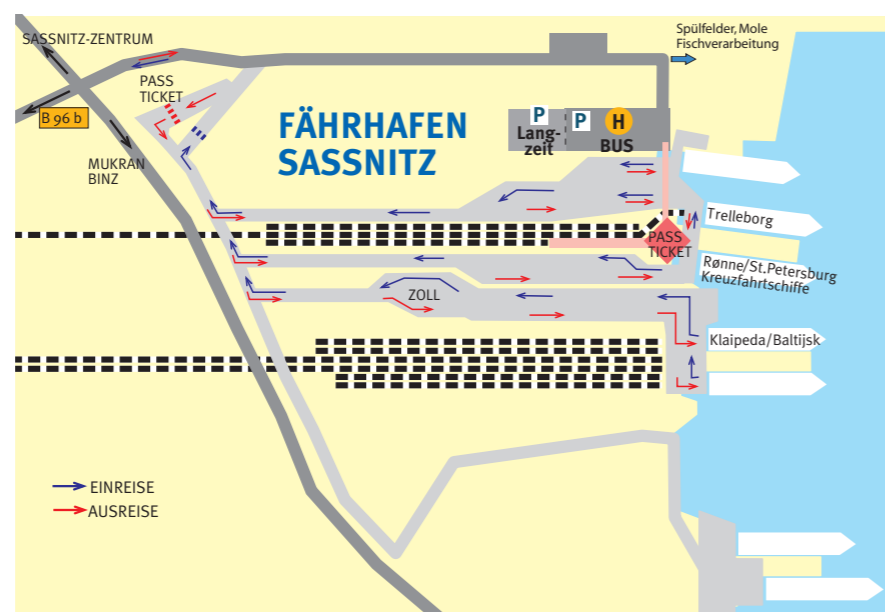 Spülfelder, Mole
Fischverarbeitung
SASSNITZ-ZENTRUM
PASS
TICKET
B 96 b
MUKRAN
BINZ
FÄHRHAFEN
SASSNITZ
P
Lang-
zeit
P
H
BUS
Trelleborg
PASS
TICKET
Rønne/St.Petersburg
Kreuzfahrtschiffe
ZOLL
Klaipeda/Baltijsk
EINREISE
AUSREISE